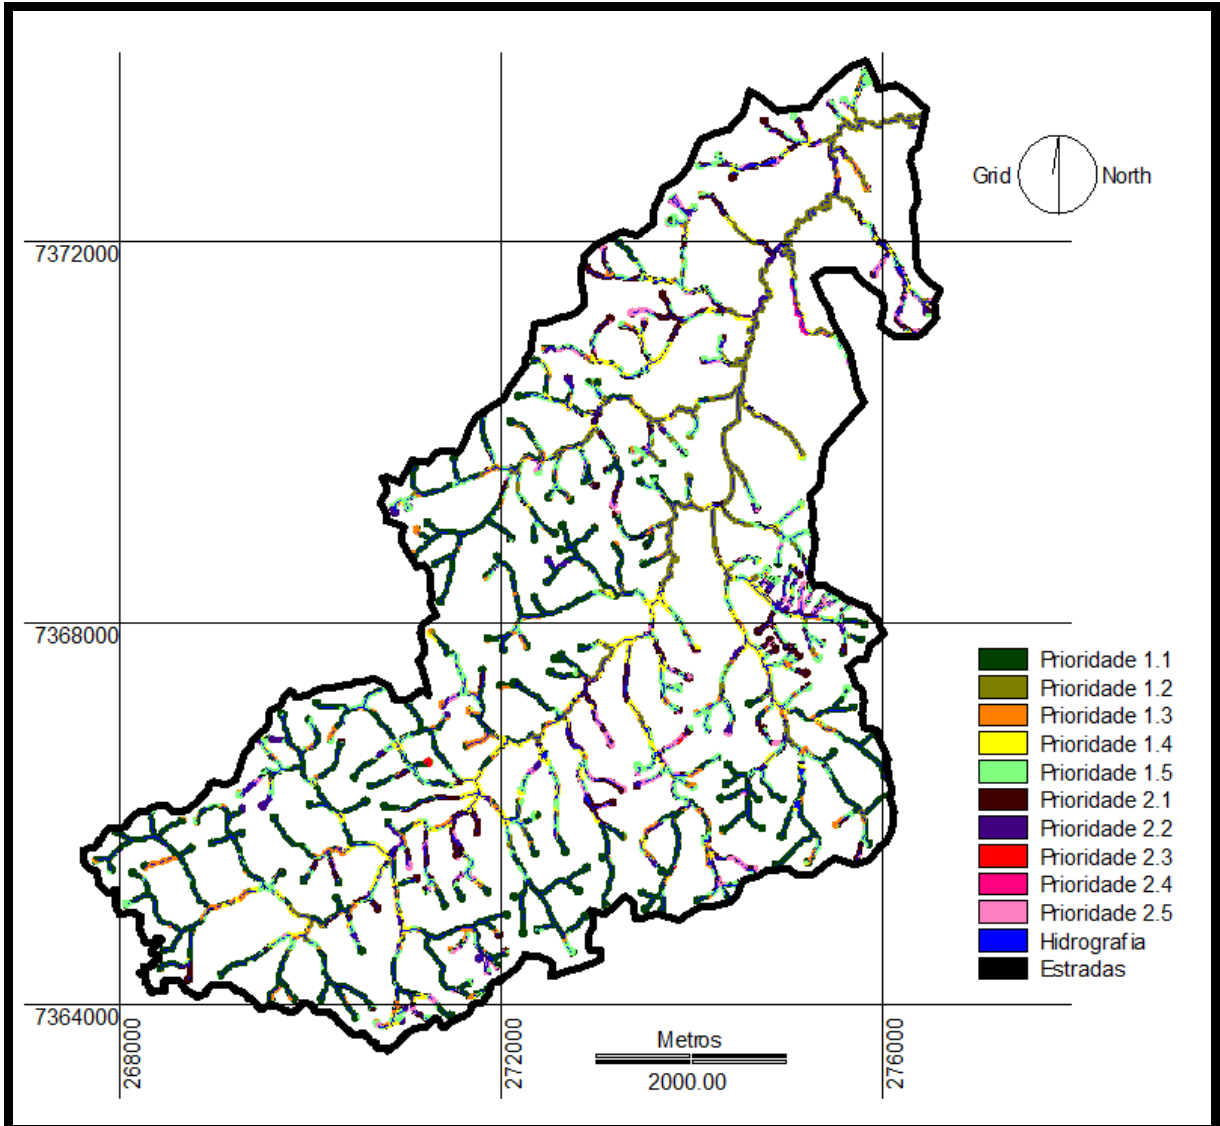 Grid North
7372000
7368000
Prioridade 1.1
Prioridade 1.2
Prioridade 1.3
Prioridade 1.4
Prioridade 1.5
Prioridade 2.1
Prioridade 2.2
Prioridade 2.3
Prioridade 2.4
Prioridade 2.5
Hidrografia
Estradas
7364000
268000
272000
276000
Metros
2000.00